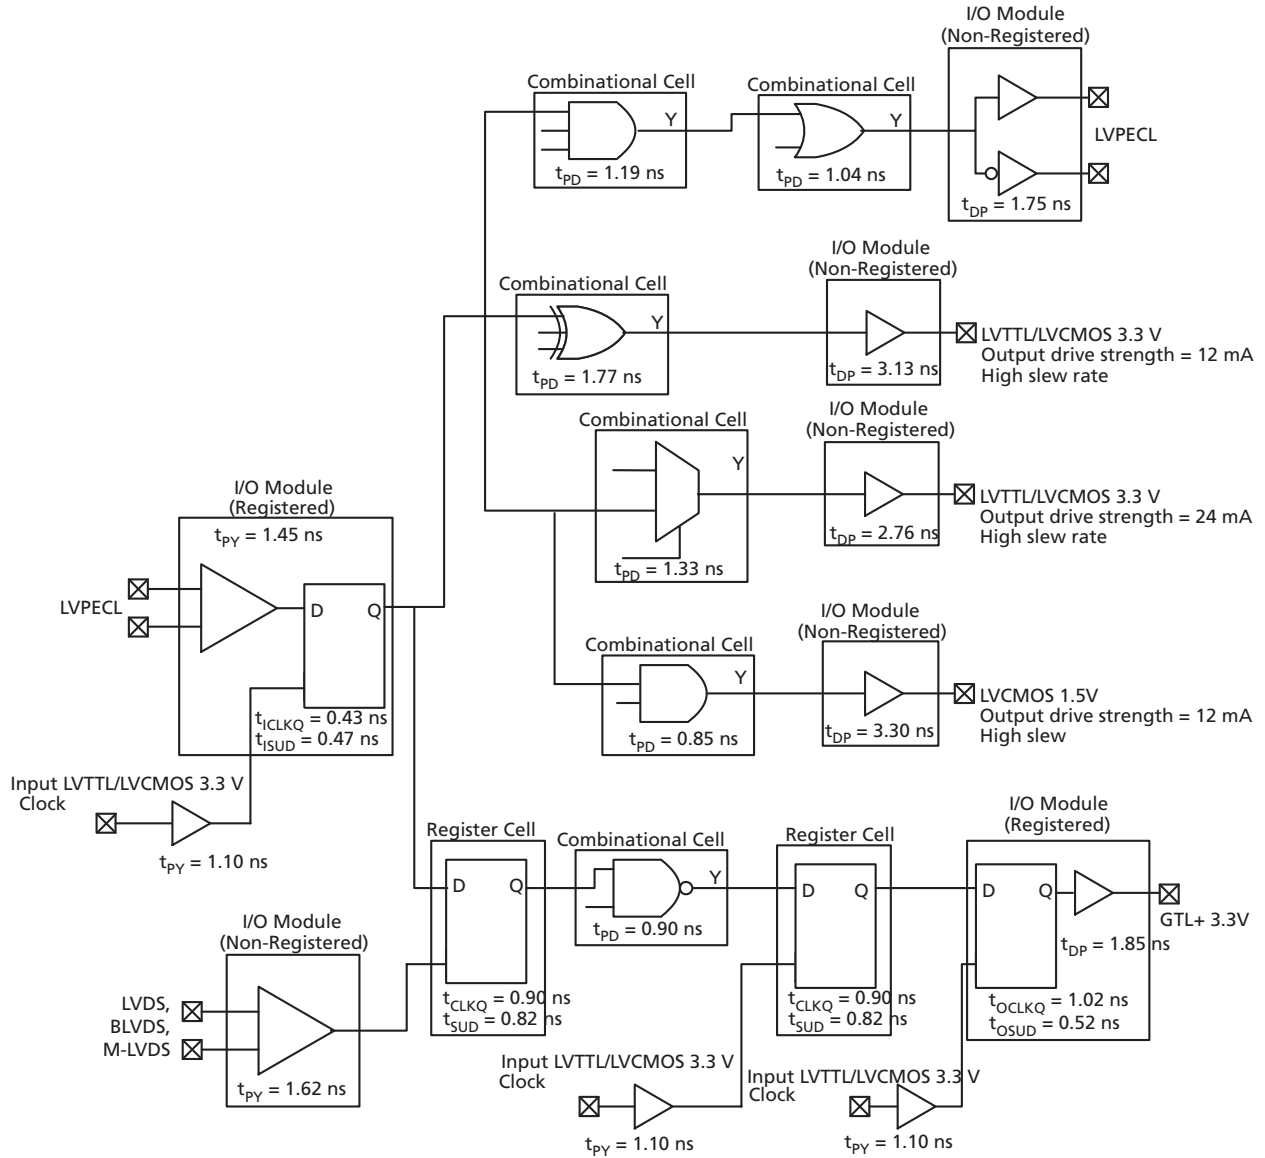 I/O Module
(Non-Registered)
Combinational Cell
Y
tPD = 1.19 ns
Combinational Cell
Y
tPD = 1.04 ns
LVPECL
tDP = 1.75 ns
I/O Module
(Non-Registered)
Combinational Cell
Y
tPD = 1.77 ns
tDP = 3.13 ns
LVTTL/LVCMOS 3.3 V
Output drive strength = 12 mA
High slew rate
I/O Module
(Non-Registered)
Combinational Cell
Y
tPD = 1.33 ns
tDP = 2.76 ns
LVTTL/LVCMOS 3.3 V
Output drive strength = 24 mA
High slew rate
I/O Module
(Registered)
tPY = 1.45 ns
LVPECL
D
Q
tICLKQ = 0.43 ns
tISUD = 0.47 ns
Input LVTTL/LVCMOS 3.3 V
Clock
tPY = 1.10 ns
I/O Module
(Non-Registered)
Combinational Cell
Y
tPD = 0.85 ns
tDP = 3.30 ns
LVCMOS 1.5V
Output drive strength = 12 mA
High slew
Register Cell
D
Q
tCLKQ = 0.90 ns
tSUD = 0.82 ns
Combinational Cell
Y
tPD = 0.90 ns
Register Cell
D
Q
tCLKQ = 0.90 ns
tSUD = 0.82 ns
I/O Module
(Registered)
D
Q
tDP = 1.85 ns
GTL+ 3.3V
tOCLKQ = 1.02 ns
tOSUD = 0.52 ns
I/O Module
(Non-Registered)
LVDS,
BLVDS,
M-LVDS
tPY = 1.62 ns
Input LVTTL/LVCMOS 3.3 V
Clock
tPY = 1.10 ns
Input LVTTL/LVCMOS 3.3 V
Clock
tPY = 1.10 ns